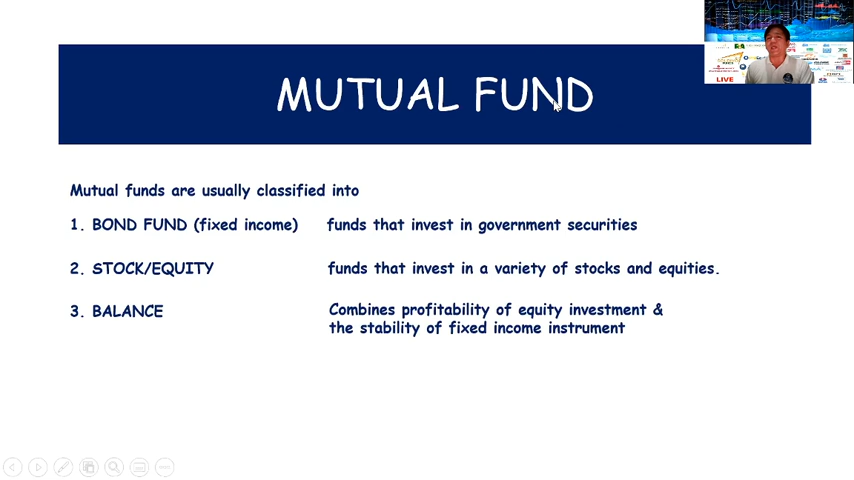 MUTUAL FUND
LIVE
Mutual funds are usually classified into
1. BOND FUND (fixed income) funds that invest in government securities
2. STOCK/EQUITY funds that invest in a variety of stocks and equities.
3. BALANCE Combines profitability of equity investment &
the stability of fixed income instrument